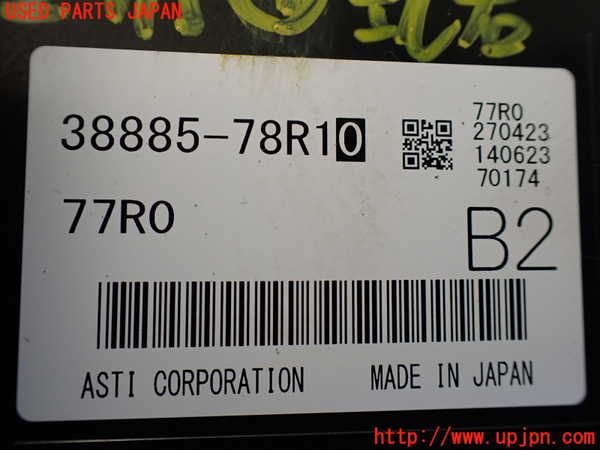 USED PARTS JAPAN
38885-78R10
77R0
270423
140623
70174
77R0
B2
ASTI CORPORATION MADE IN JAPAN
http://www.upjpn.com/